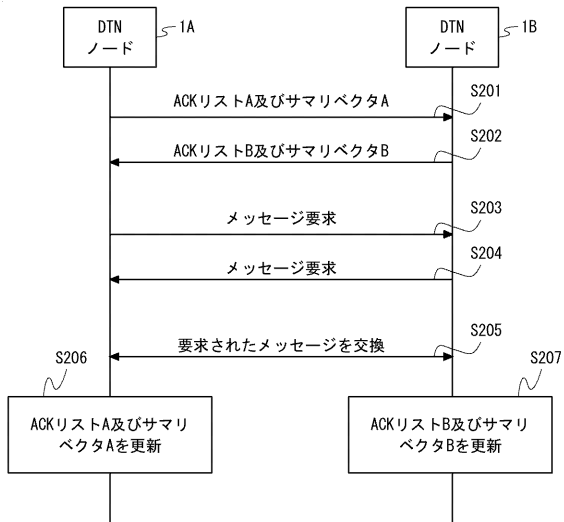 DTN
ノード
1A
DTN
ノード
1B
ACKリストA及びサマリベクタA
S201
ACKリストB及びサマリベクタB
S202
メッセージ要求
S203
メッセージ要求
S204
要求されたメッセージを交換
S205
S206
ACKリストA及びサマリ
ベクタAを更新
S207
ACKリストB及びサマリ
ベクタBを更新